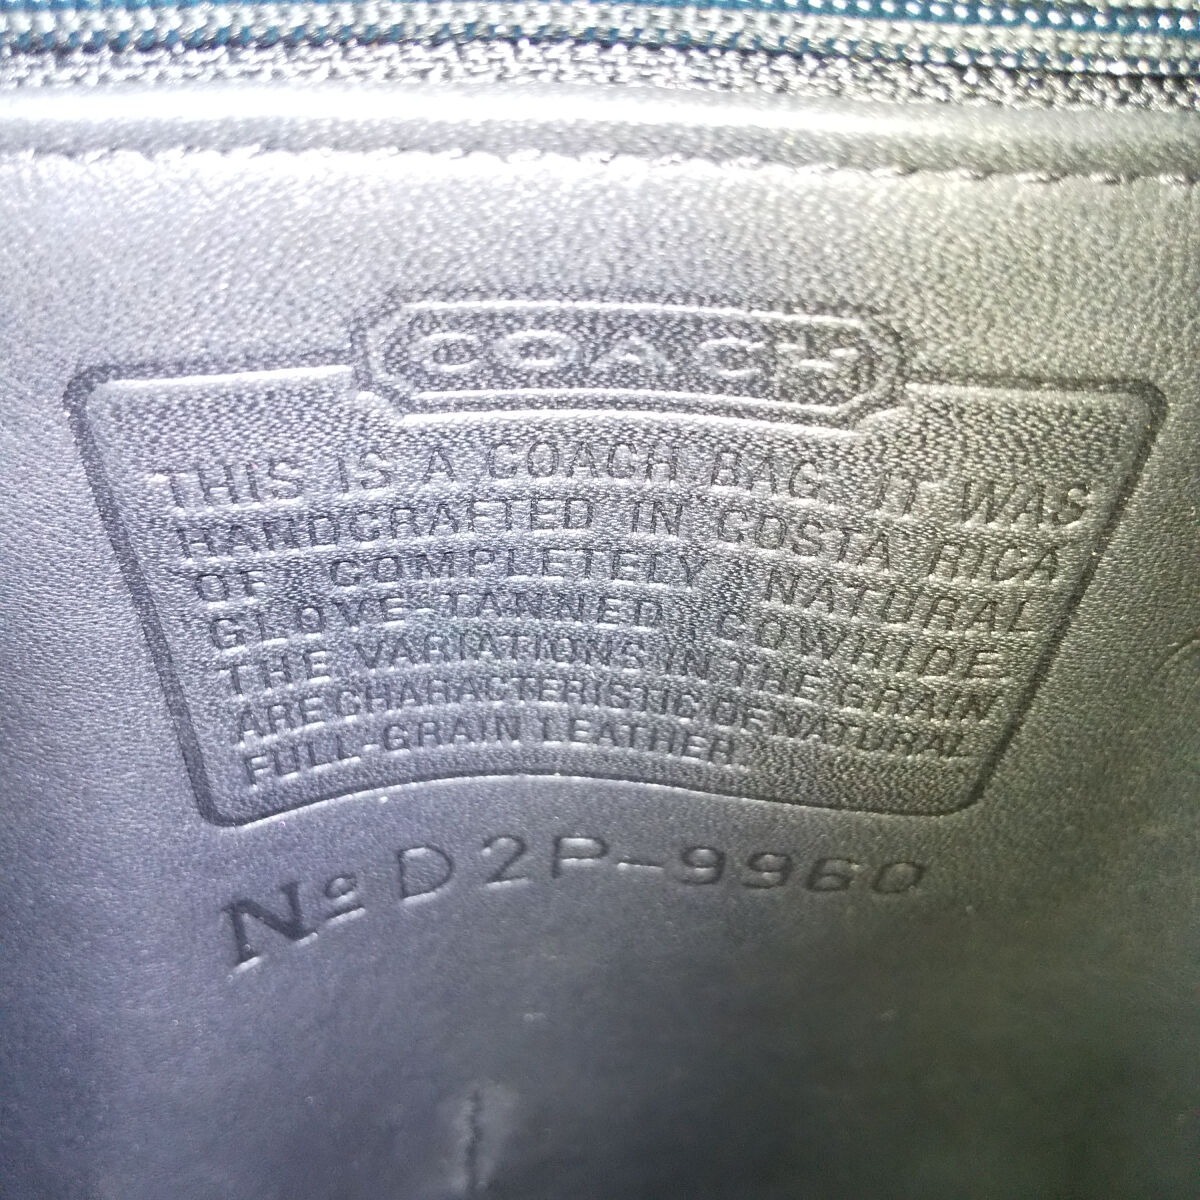 COACH
THIS IS A COACH BAG. IT WAS
HANDCRAFTED IN COSTA RICA
OF COMPLETELY NATURAL
GLOVE-TANNED COWHIDE.
THE VARIATIONS IN THE GRAIN
ARE CHARACTERISTIC OF NATURAL
FULL-GRAIN LEATHER.
No D2P-9960